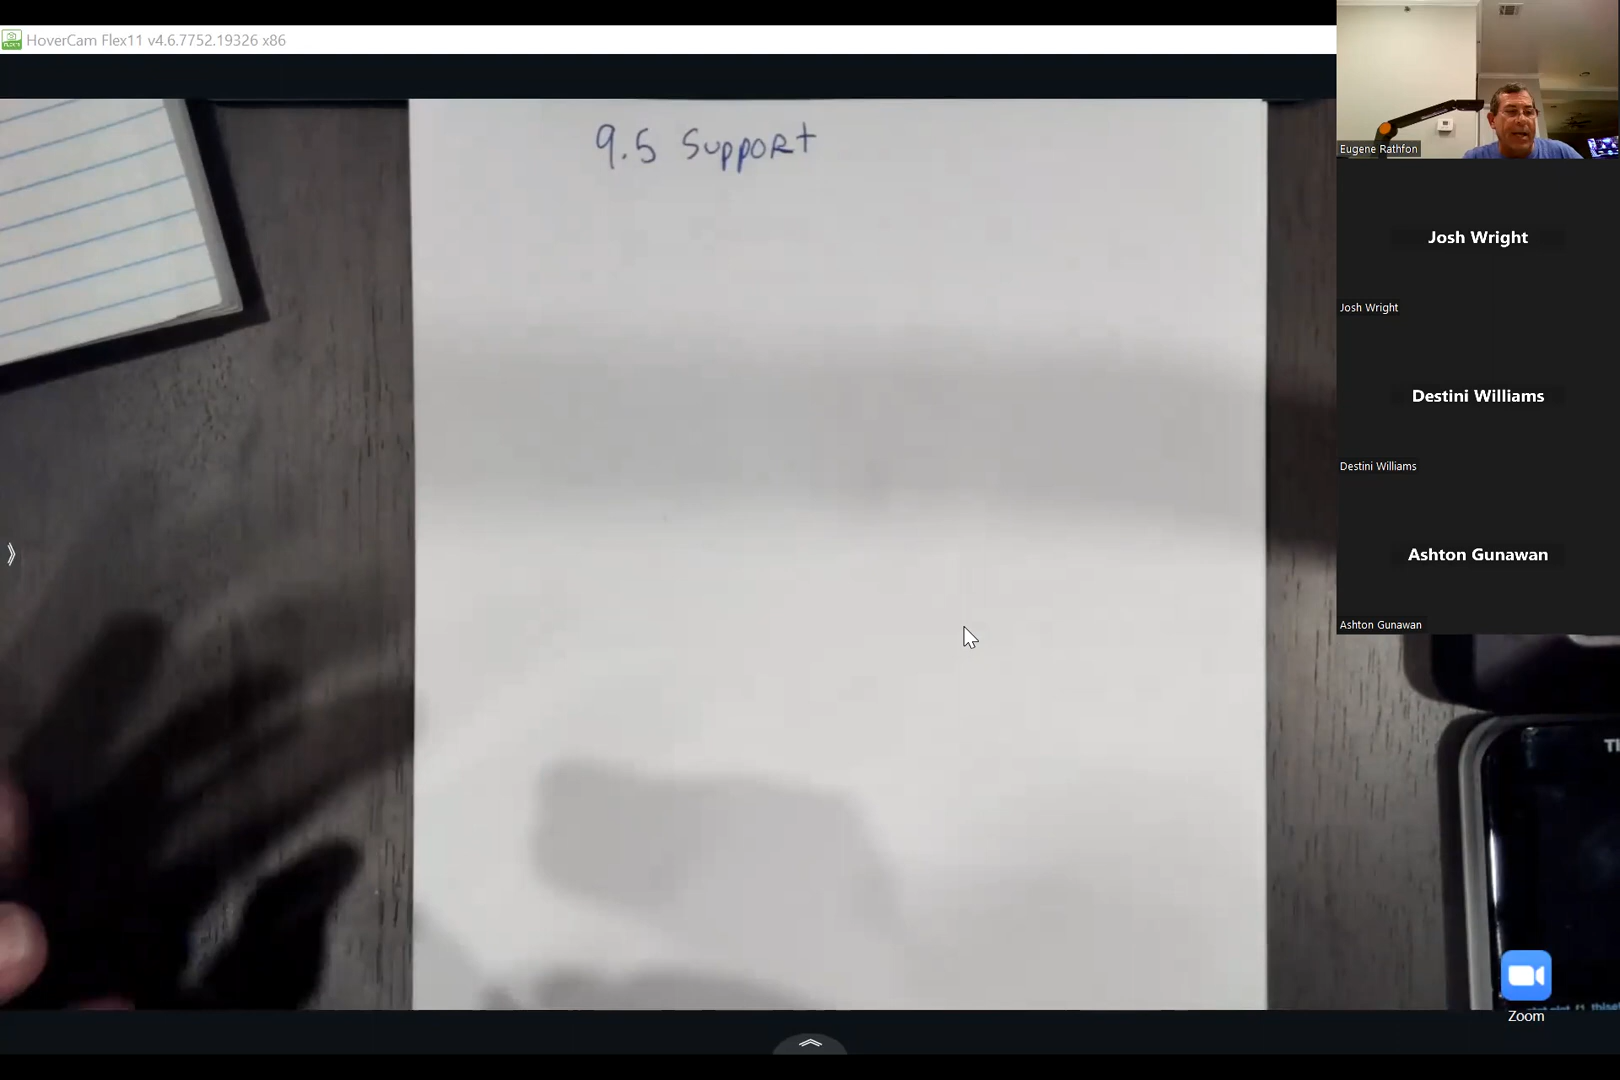 HoverCam Flex11 v4.6.7752.19326 x86
9.5 Support
Eugene Rathfon
Josh Wright
Josh Wright
Destini Williams
Destini Williams
Ashton Gunawan
Ashton Gunawan
Zoom